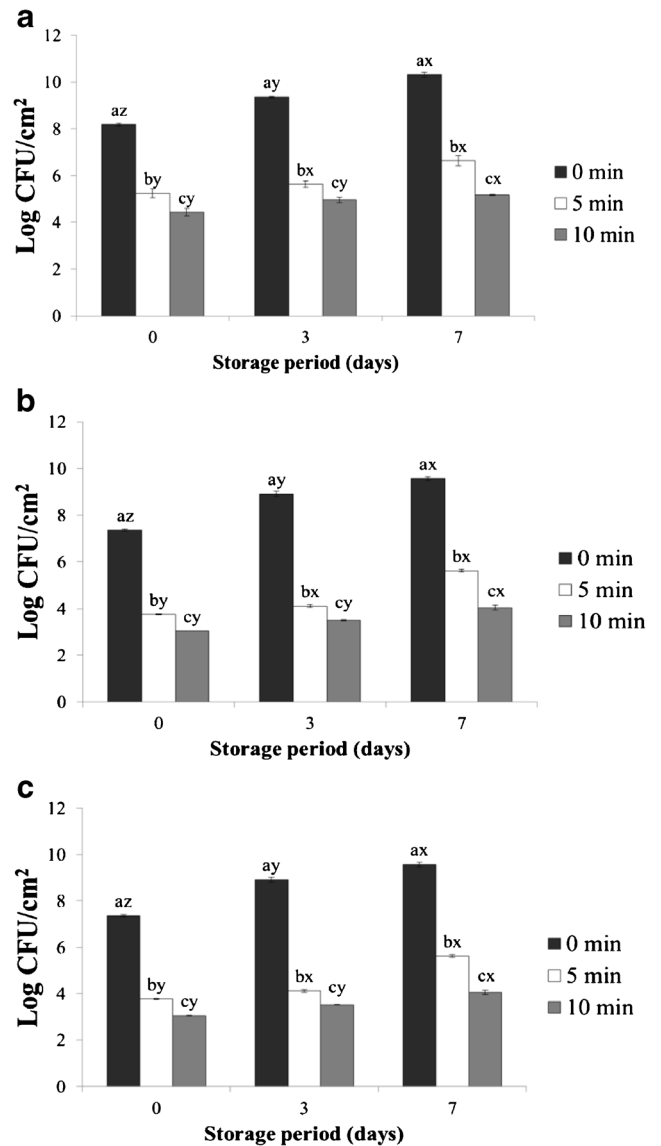 a
12
10
8
6
4
2
0
Log CFU/cm2
az
by
cy
ay
bx
cy
ax
bx
cx
0 min
5 min
10 min
0 3 7
Storage period (days)
b
12
10
8
6
4
2
0
Log CFU/cm2
az
by
cy
ay
bx
cy
ax
bx
cx
0 min
5 min
10 min
0 3 7
Storage period (days)
c
12
10
8
6
4
2
0
Log CFU/cm2
az
by
cy
ay
bx
cy
ax
bx
cx
0 min
5 min
10 min
0 3 7
Storage period (days)